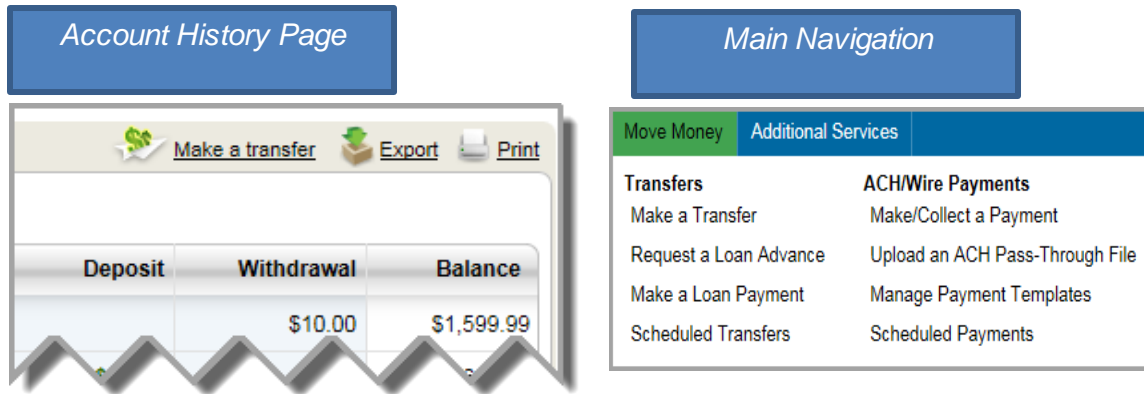 Account History Page
Main Navigation
Make a transfer Export Print
Deposit Withdrawal Balance
$10.00 $1,599.99
Move Money Additional Services
Transfers ACH/Wire Payments
Make a Transfer Make/Collect a Payment
Request a Loan Advance Upload an ACH Pass-Through File
Make a Loan Payment Manage Payment Templates
Scheduled Transfers Scheduled Payments